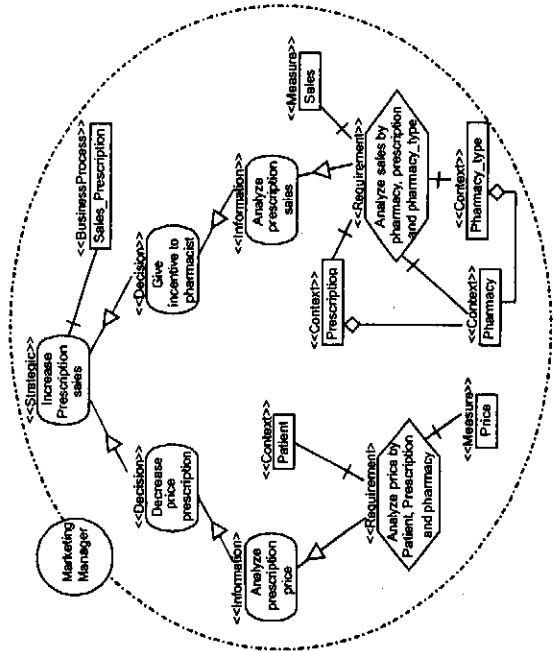 Marketing
Manager
<<Strategic>>
Increase
Prescription
sales
<<BusinessProcess>>
Sales_Prescription
<<Decision>>
Decrease
price
prescription
<<Decision>>
Give
incentive to
pharmacist
<<Information>>
Analyze
prescription
price
<<Information>>
Analyze
prescription
sales
<<Context>>
Patient
<<Requirement>
Analyze price by
Patient, Prescription
and pharmacy
<<Measure>>
Price
<<Context>>
Prescription
<<Requirement>>
Analyze sales by
pharmacy, prescription
and pharmacy_type
<<Measure>>
Sales
<<Context>>
Pharmacy
<<Context>>
Pharmacy_type